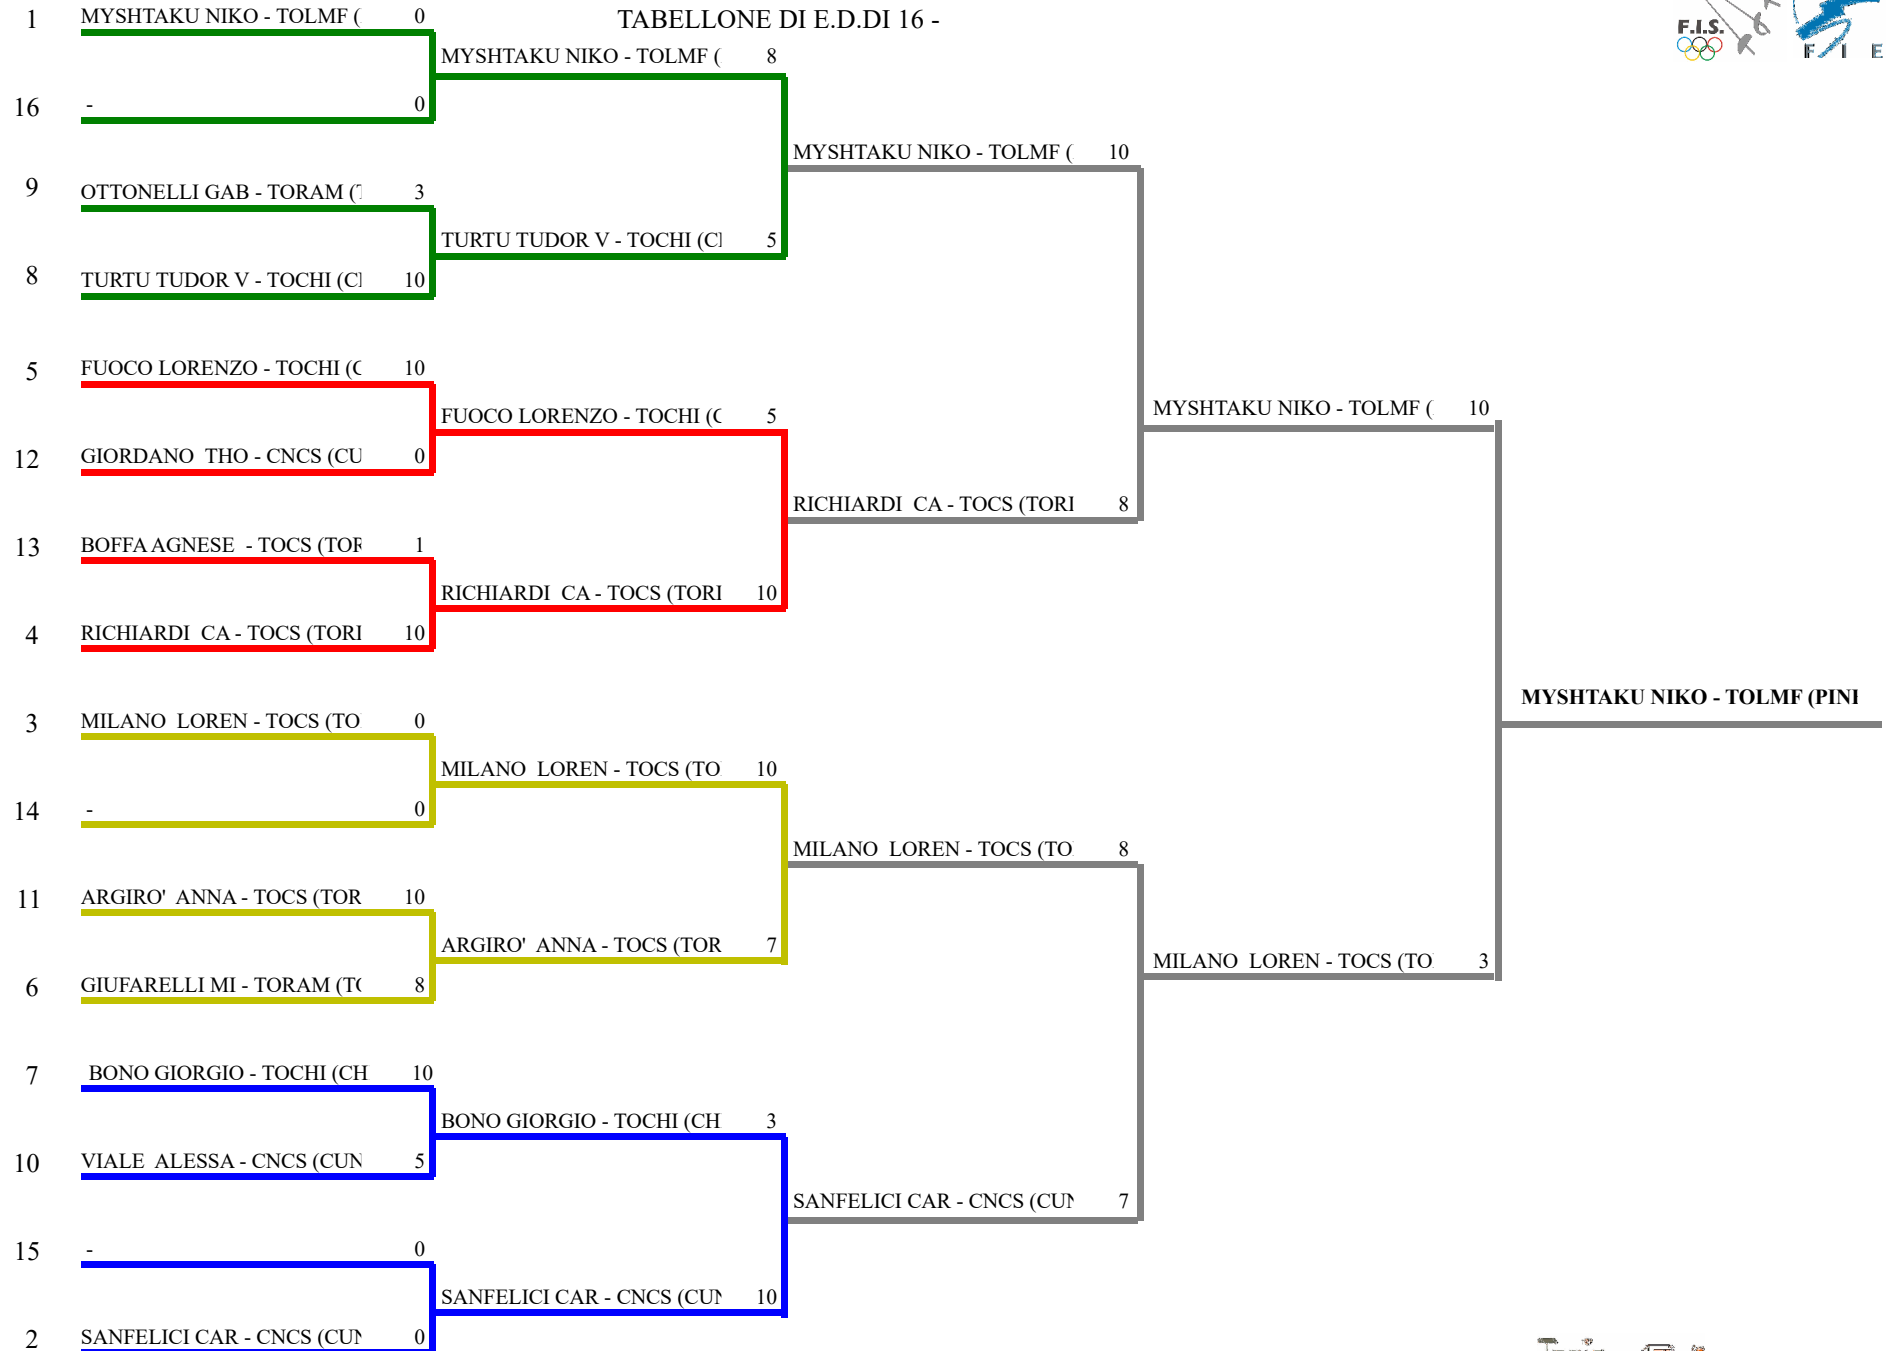 1 MYSHTAKU NIKO - TOLMF ( 0
TABELLONE DI E.D.DI 16 -
F.I.S.
F I E
MYSHTAKU NIKO - TOLMF ( 8
16 - 0
MYSHTAKU NIKO - TOLMF ( 10
9 OTTONELLI GAB - TORAM ( 3
TURTU TUDOR V - TOCHI (C 5
8 TURTU TUDOR V - TOCHI (C 10
5 FUOCO LORENZO - TOCHI ( 10
FUOCO LORENZO - TOCHI ( 5
MYSHTAKU NIKO - TOLMF ( 10
12 GIORDANO THO - CNCS (CU 0
RICHIARDI CA - TOCS (TORI 8
13 BOFFA AGNESE - TOCS (TOR 1
RICHIARDI CA - TOCS (TORI 10
4 RICHIARDI CA - TOCS (TORI 10
MYSHTAKU NIKO - TOLMF (PIN
3 MILANO LOREN - TOCS (TO 0
MILANO LOREN - TOCS (TO 10
14 - 0
MILANO LOREN - TOCS (TO 8
11 ARGIRO' ANNA - TOCS (TOR 10
ARGIRO' ANNA - TOCS (TOR 7
MILANO LOREN - TOCS (TO 3
6 GIUFARELLI MI - TORAM (T 8
7 BONO GIORGIO - TOCHI (CH 10
BONO GIORGIO - TOCHI (CH 3
10 VIALE ALESSA - CNCS (CUN 5
SANFELICI CAR - CNCS (CUN 7
15 - 0
SANFELICI CAR - CNCS (CUN 10
2 SANFELICI CAR - CNCS (CUN 0